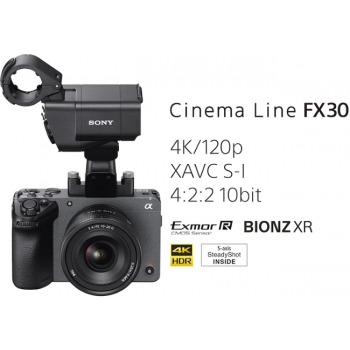 SONY
Cinema Line FX30
4K/120p
XAVC S-I
4:2:2 10bit
α
Exmor R
CMOS Sensor
BIONZ XR
4K
HDR
5-axis
SteadyShot
INSIDE